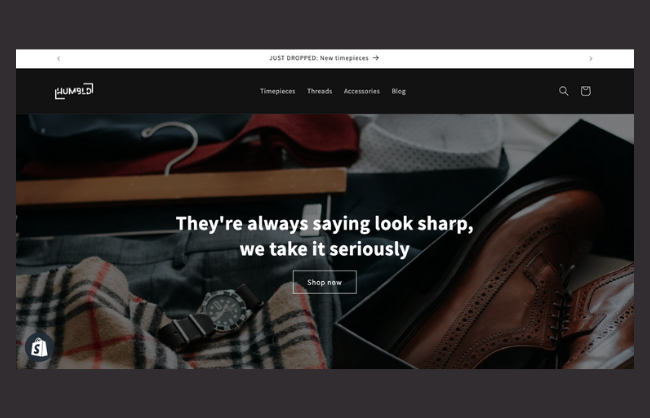 JUST DROPPED: New timepieces →
HUMBLD
Timepieces Threads Accessories Blog
They're always saying look sharp,
we take it seriously
Shop now